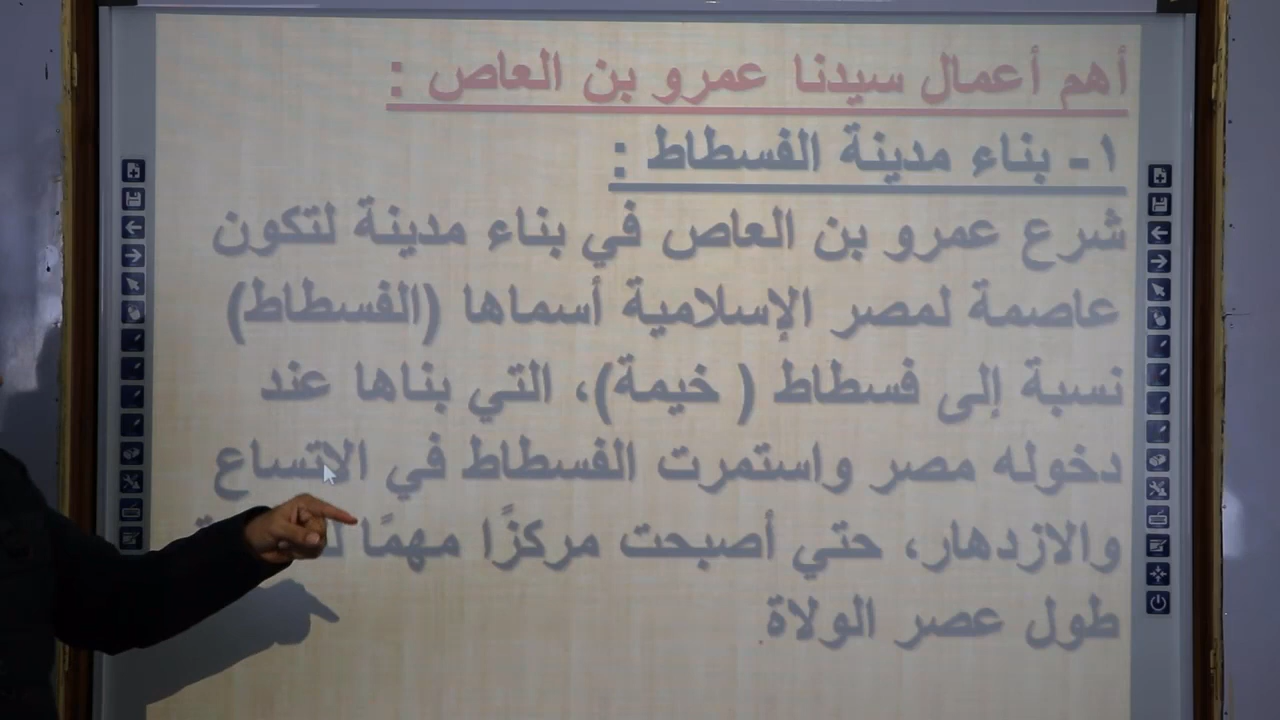 أهم أعمال سيدنا عمرو بن العاص :
١- بناء مدينة الفسطاط :
شرع عمرو بن العاص في بناء مدينة لتكون
عاصمة لمصر الإسلامية أسماها (الفسطاط)
نسبة إلى فسطاط ( خيمة)، التي بناها عند
دخوله مصر واستمرت الفسطاط في الاتساع
والازدهار، حتي أصبحت مركزًا مهمًا
طول عصر الولاة